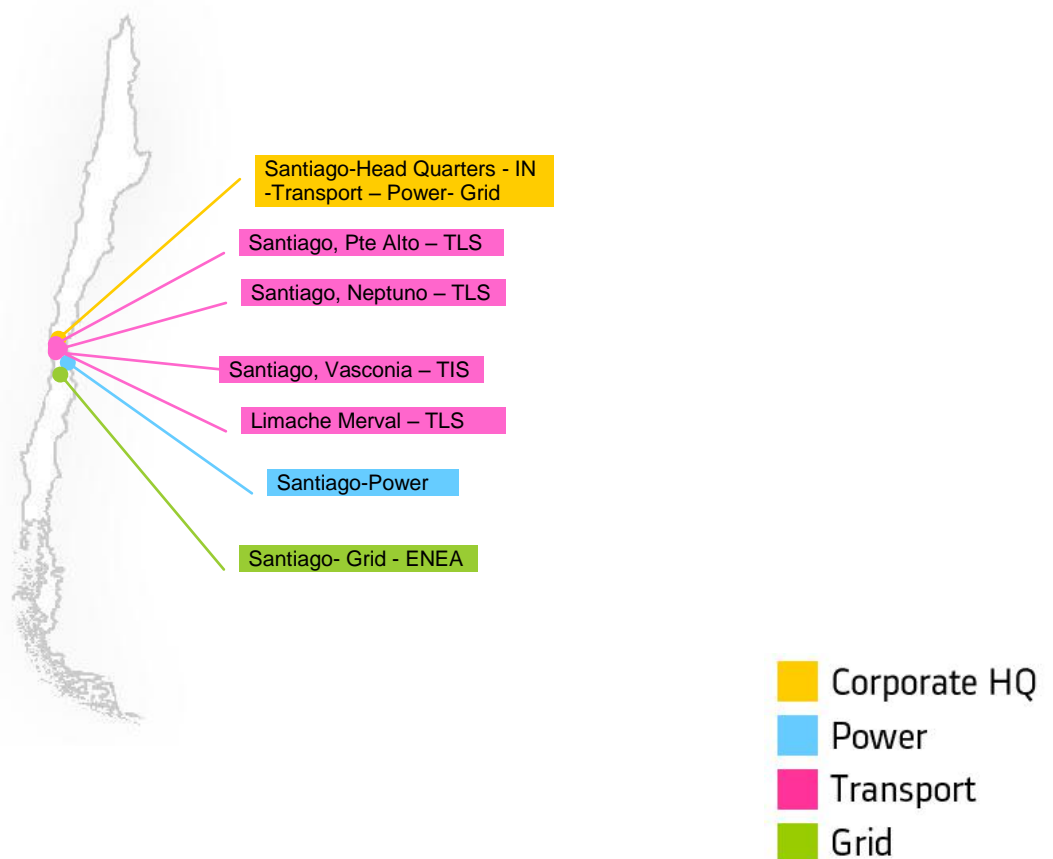 Santiago-Head Quarters - IN
-Transport – Power- Grid
Santiago, Pte Alto – TLS
Santiago, Neptuno – TLS
Santiago, Vasconia – TIS
Limache Merval – TLS
Santiago-Power
Santiago- Grid - ENEA
Corporate HQ
Power
Transport
Grid